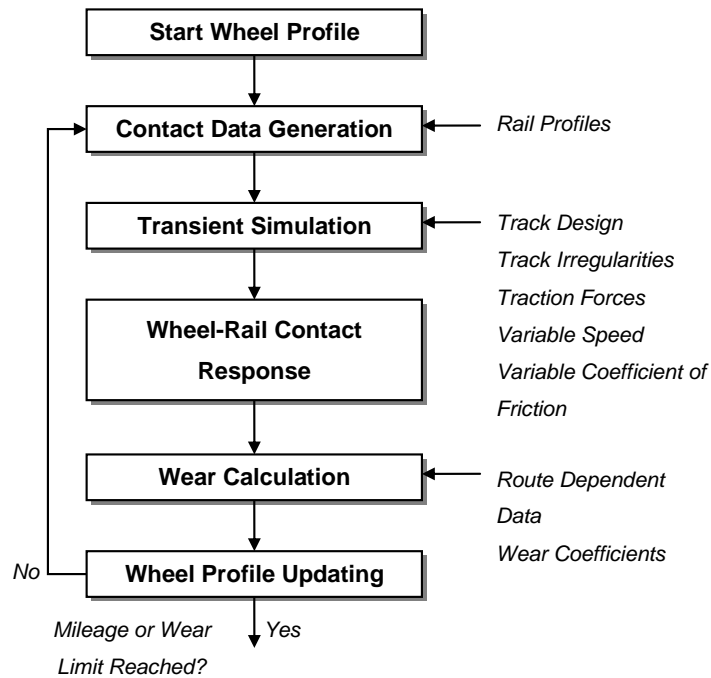 Start Wheel Profile
Contact Data Generation
Rail Profiles
Transient Simulation
Track Design
Track Irregularities
Traction Forces
Variable Speed
Variable Coefficient of
Friction
Wheel-Rail Contact
Response
Wear Calculation
Route Dependent
Data
Wear Coefficients
Wheel Profile Updating
No
Mileage or Wear
Limit Reached?
Yes